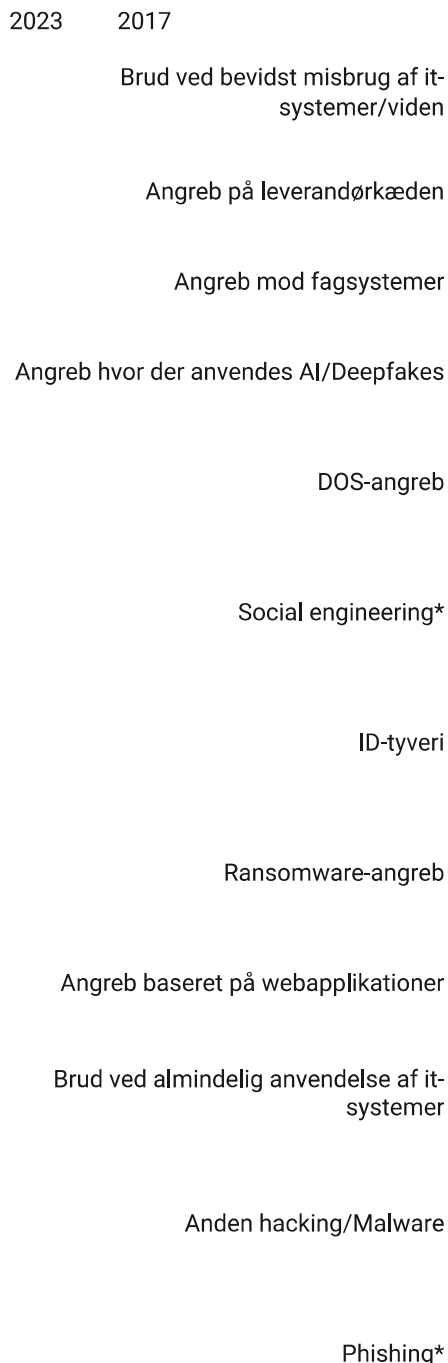 2023 2017
Brud ved bevidst misbrug af it-
systemer/viden
Angreb på leverandørkæden
Angreb mod fagsystemer
Angreb hvor der anvendes AI/Deepfakes
DOS-angreb
Social engineering*
ID-tyveri
Ransomware-angreb
Angreb baseret på webapplikationer
Brud ved almindelig anvendelse af it-
systemer
Anden hacking/Malware
Phishing*